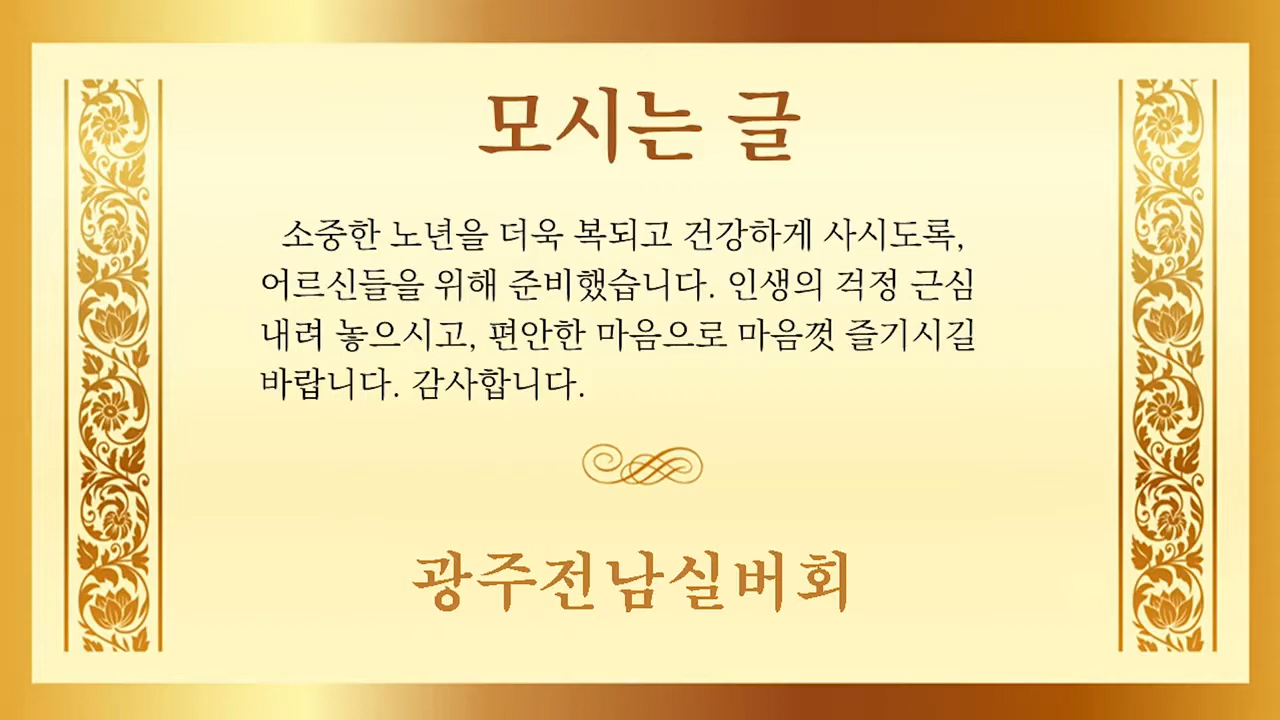 모시는 글
소중한 노년을 더욱 복되고 건강하게 사시도록,
어르신들을 위해 준비했습니다. 인생의 걱정 근심
내려 놓으시고, 편안한 마음으로 마음껏 즐기시길
바랍니다. 감사합니다.
광주전남실버회